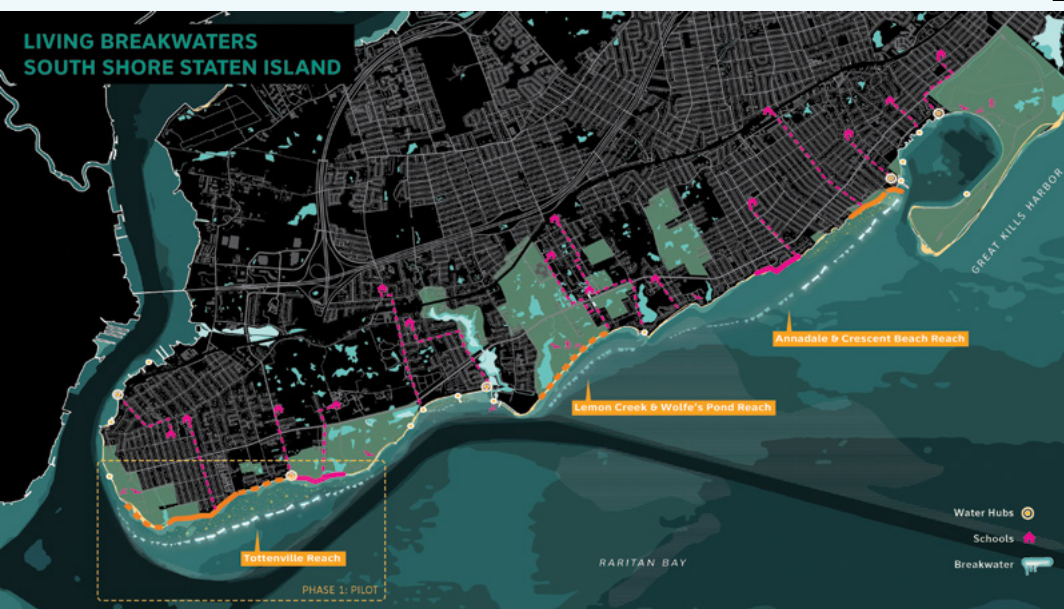 LIVING BREAKWATERS
SOUTH SHORE STATEN ISLAND
GREAT KILLS HARBOR
Annadale & Crescent Beach Reach
Lemon Creek & Wolfe's Pond Reach
Water Hubs
Schools
Breakwater
Tottenville Reach
RARITAN BAY
PHASE 1: PILOT